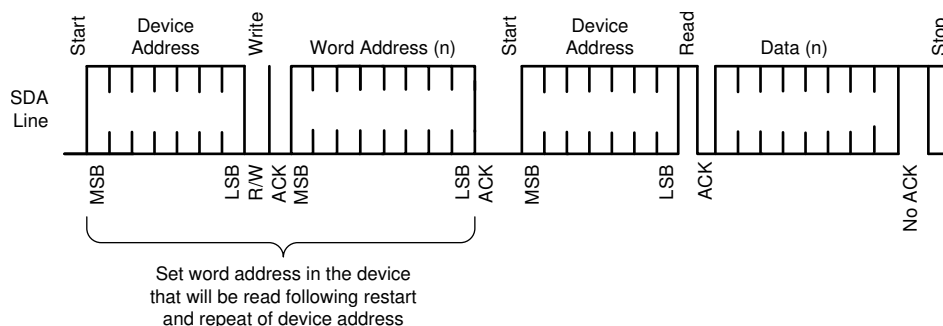 Start
Device
Address
Write
Word Address (n)
Start
Device
Address
Read
Data (n)
Stop
SDA
Line
MSB
LSB
R/W
ACK
MSB
LSB
ACK
MSB
LSB
ACK
No ACK
Set word address in the device
that will be read following restart
and repeat of device address